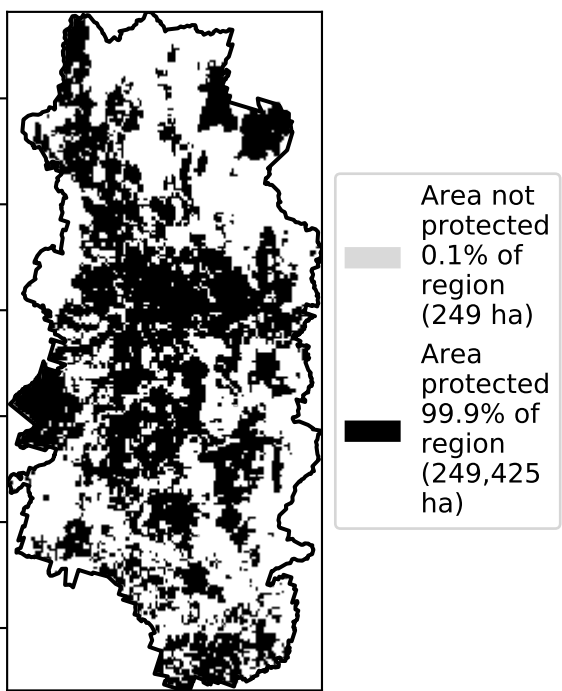 Area not
protected
0.1% of
region
(249 ha)
Area
protected
99.9% of
region
(249,425
ha)